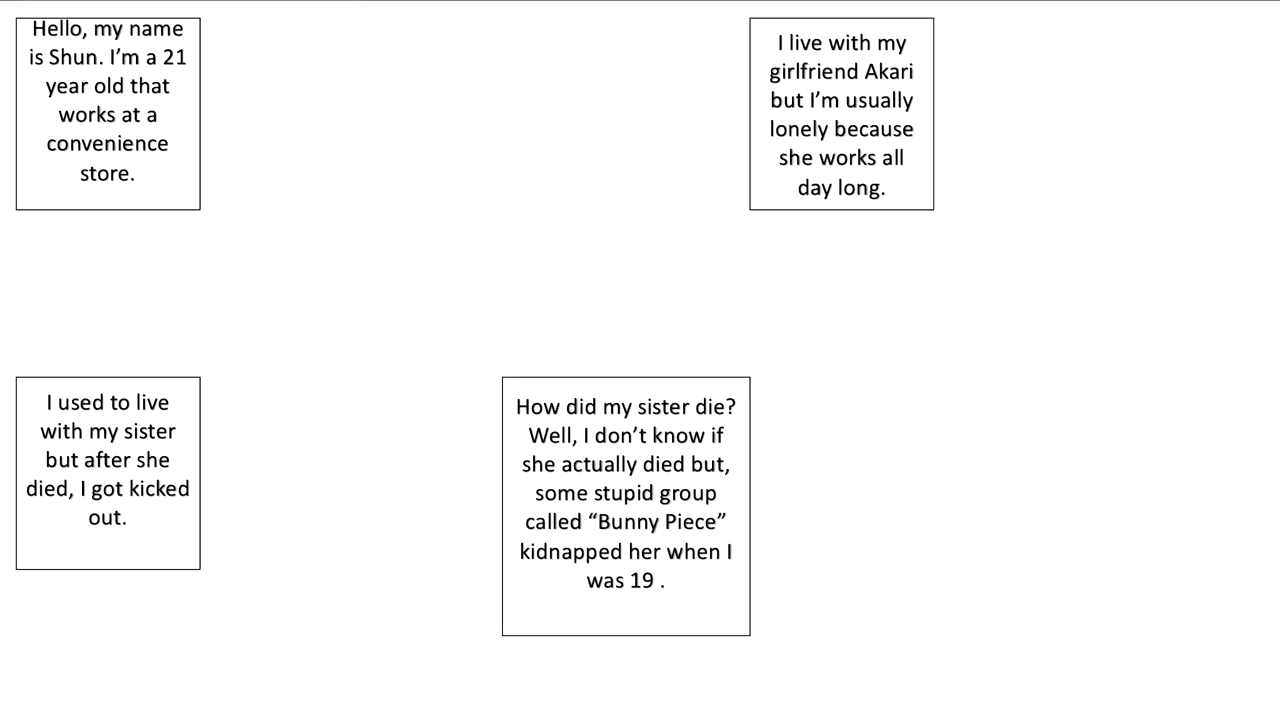 Hello, my name
is Shun. I’m a 21
year old that
works at a
convenience
store.
I live with my
girlfriend Akari
but I’m usually
lonely because
she works all
day long.
I used to live
with my sister
but after she
died, I got kicked
out.
How did my sister die?
Well, I don’t know if
she actually died but,
some stupid group
called “Bunny Piece”
kidnapped her when I
was 19 .